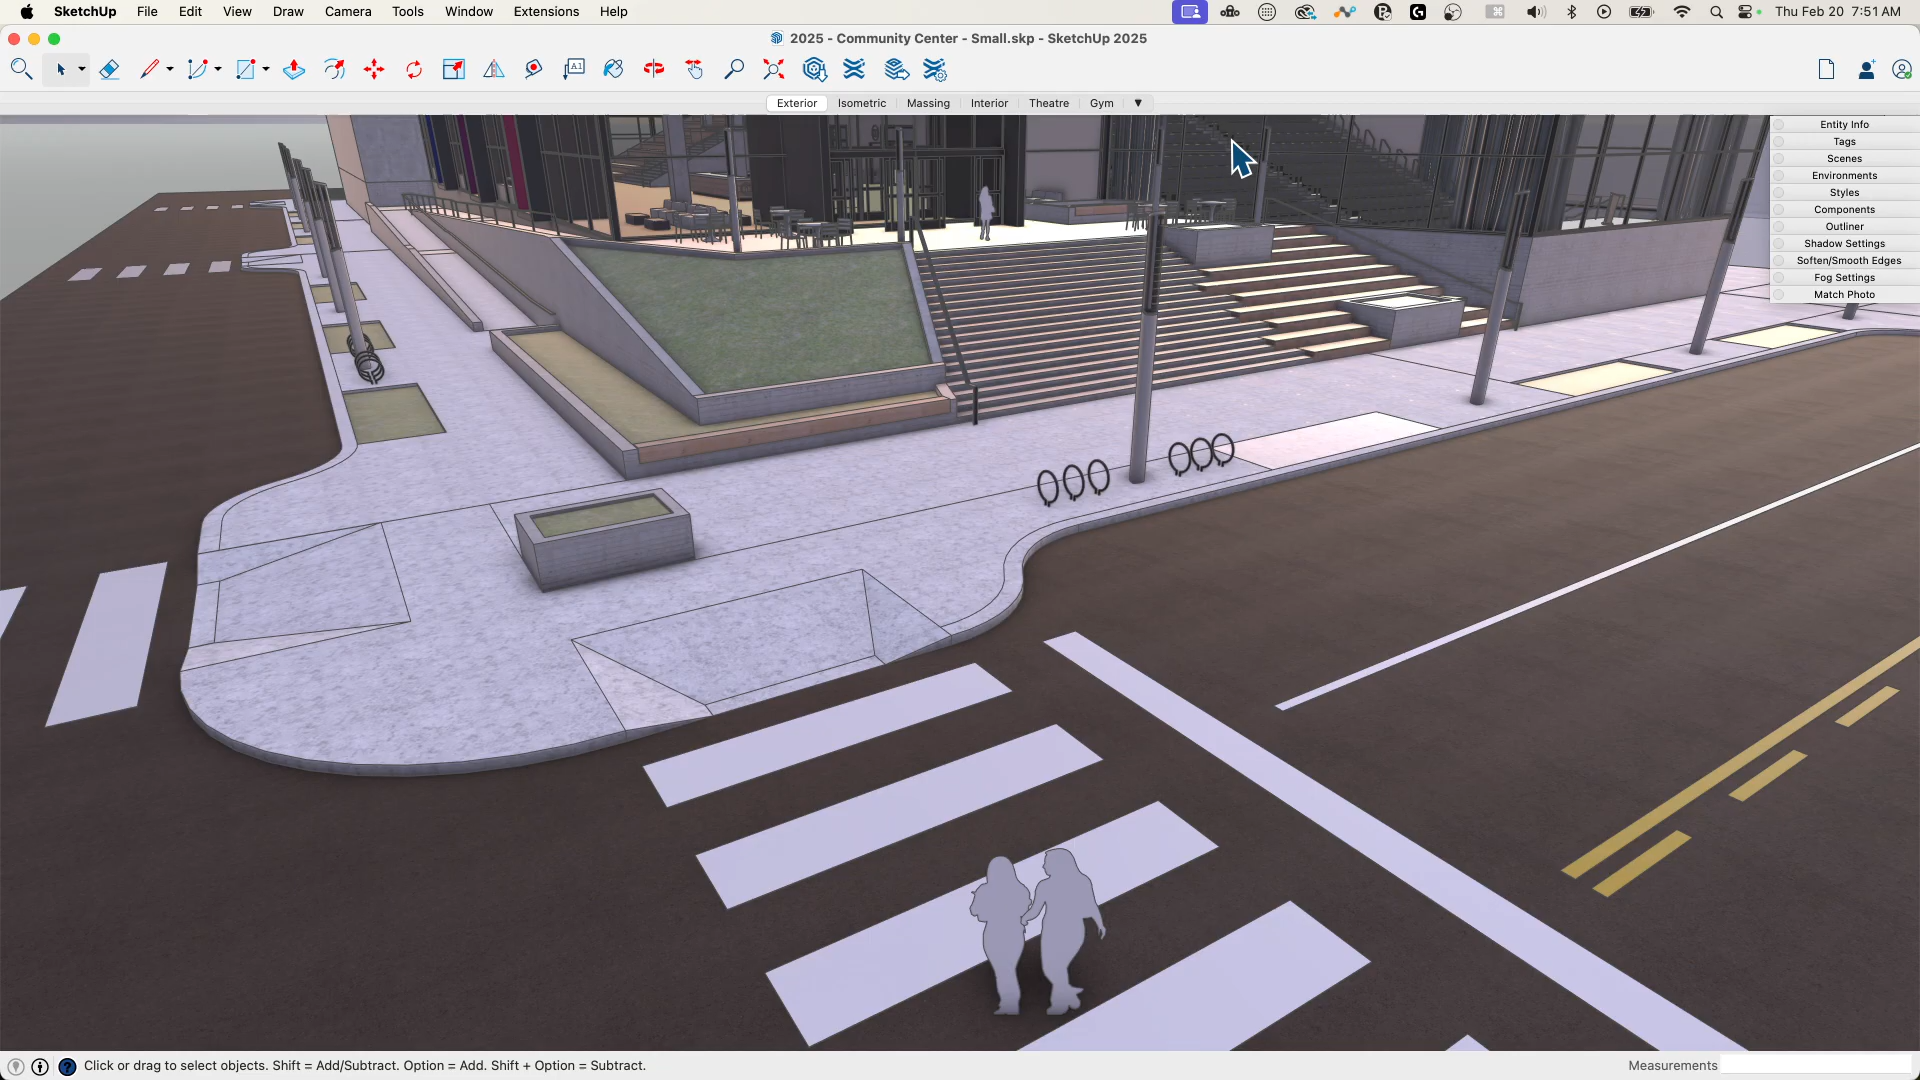 SketchUp File Edit View Draw Camera Tools Window Extensions Help Thu Feb 20 7:51 AM
2025 - Community Center - Small.skp - SketchUp 2025
A1
Exterior Isometric Massing Interior Theatre Gym
Entity Info
Tags
Scenes
Environments
Styles
Components
Outliner
Shadow Settings
Soften/Smooth Edges
Fog Settings
Match Photo
Click or drag to select objects. Shift = Add/Subtract. Option = Add. Shift + Option = Subtract. Measurements